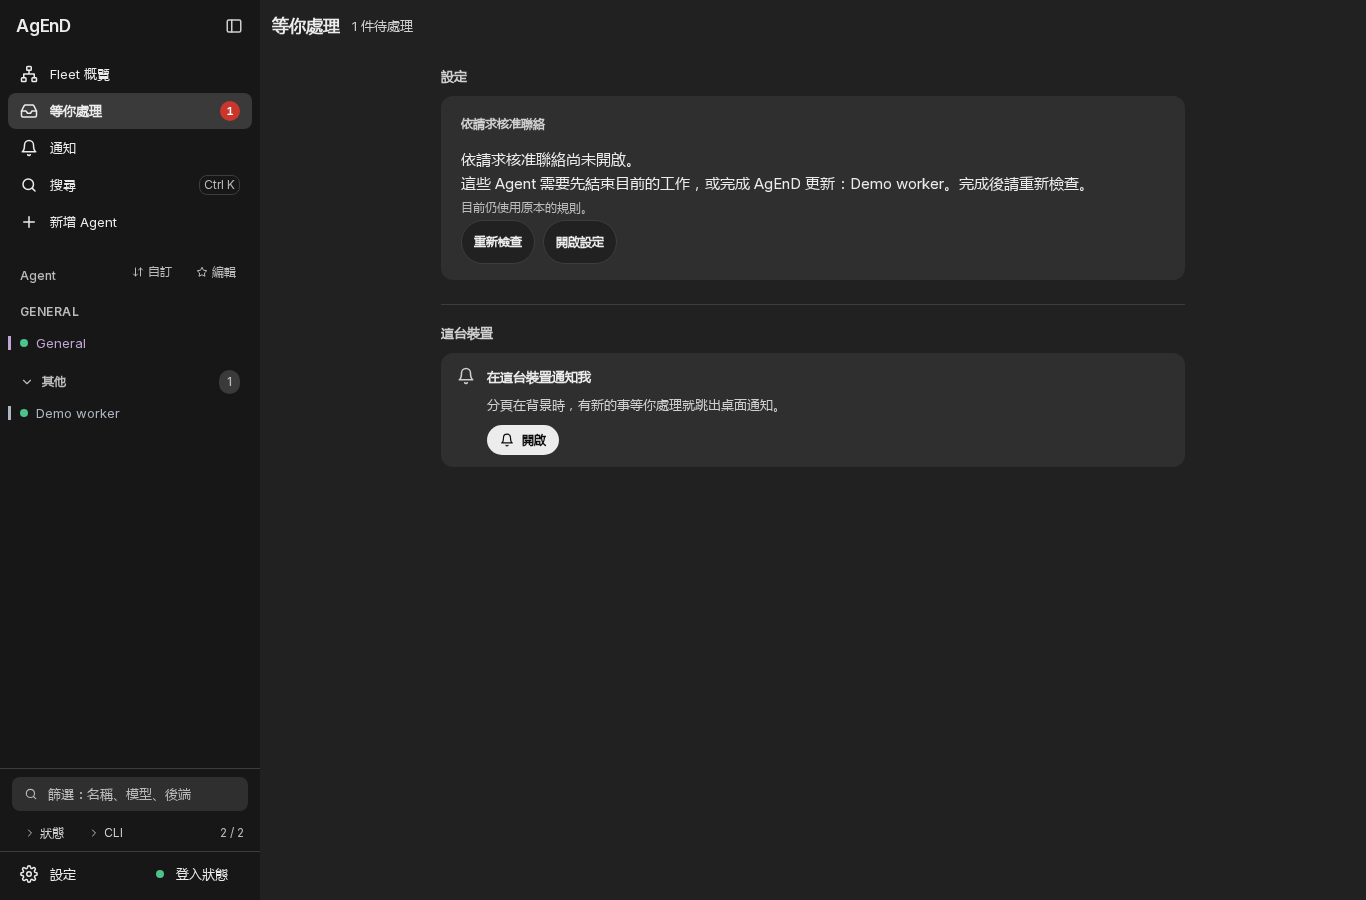 AgEnD
Fleet 概覽
等你處理 1
通知
搜尋 Ctrl K
新增 Agent
Agent 自訂 編輯
GENERAL
General
其他 1
Demo worker
篩選：名稱、模型、後端
狀態 CLI 2 / 2
設定 登入狀態
等你處理 1 件待處理
設定
依請求核准聯絡
依請求核准聯絡尚未開啟。
這些 Agent 需要先結束目前的工作，或完成 AgEnD 更新：Demo worker。完成後請重新檢查。
目前仍使用原本的規則。
重新檢查 開啟設定
這台裝置
在這台裝置通知我
分頁在背景時，有新的事等你處理就跳出桌面通知。
開啟